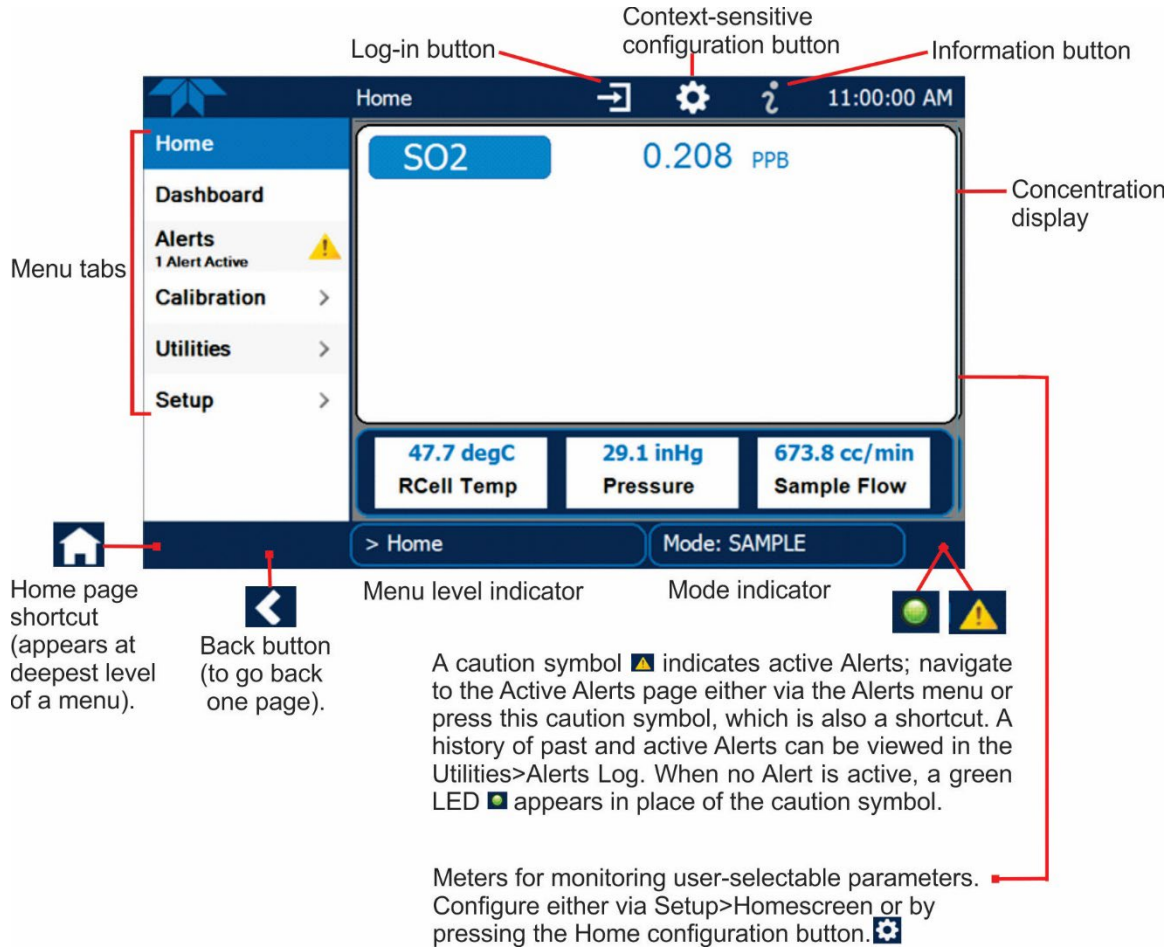 Context-sensitive
configuration button
Log-in button
Information button
Home
11:00:00 AM
Home
Dashboard
Alerts
1 Alert Active
Calibration
Utilities
Setup
Menu tabs
SO2 0.208 PPB
Concentration
display
47.7 degC
RCell Temp
29.1 inHg
Pressure
673.8 cc/min
Sample Flow
> Home
Mode: SAMPLE
Home page
shortcut
(appears at
deepest level
of a menu).
Back button
(to go back
one page).
Menu level indicator
Mode indicator
A caution symbol indicates active Alerts; navigate
to the Active Alerts page either via the Alerts menu or
press this caution symbol, which is also a shortcut. A
history of past and active Alerts can be viewed in the
Utilities>Alerts Log. When no Alert is active, a green
LED appears in place of the caution symbol.
Meters for monitoring user-selectable parameters.
Configure either via Setup>Homescreen or by
pressing the Home configuration button.